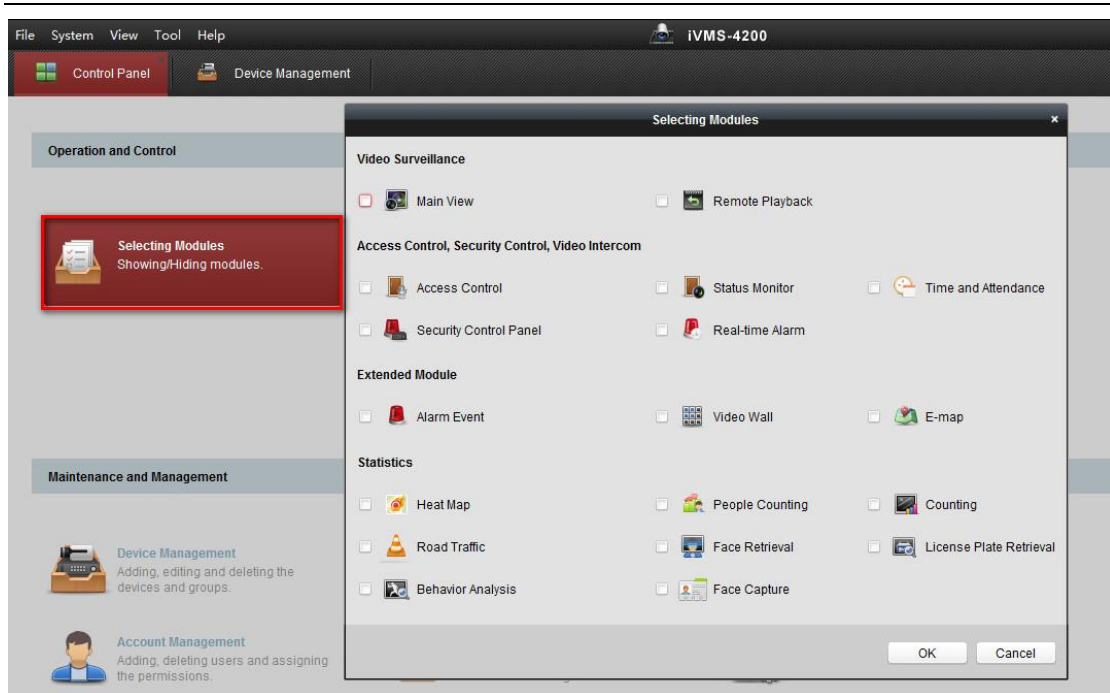 File System View Tool Help
iVMS-4200
Control Panel
Device Management
Selecting Modules
Operation and Control
Selecting Modules
Showing/Hiding modules.
Video Surveillance
Main View
Remote Playback
Access Control, Security Control, Video Intercom
Access Control
Status Monitor
Time and Attendance
Security Control Panel
Real-time Alarm
Extended Module
Alarm Event
Video Wall
E-map
Statistics
Heat Map
People Counting
Counting
Road Traffic
Face Retrieval
License Plate Retrieval
Behavior Analysis
Face Capture
OK
Cancel
Maintenance and Management
Device Management
Adding, editing and deleting the
devices and groups.
Account Management
Adding, deleting users and assigning
the permissions.